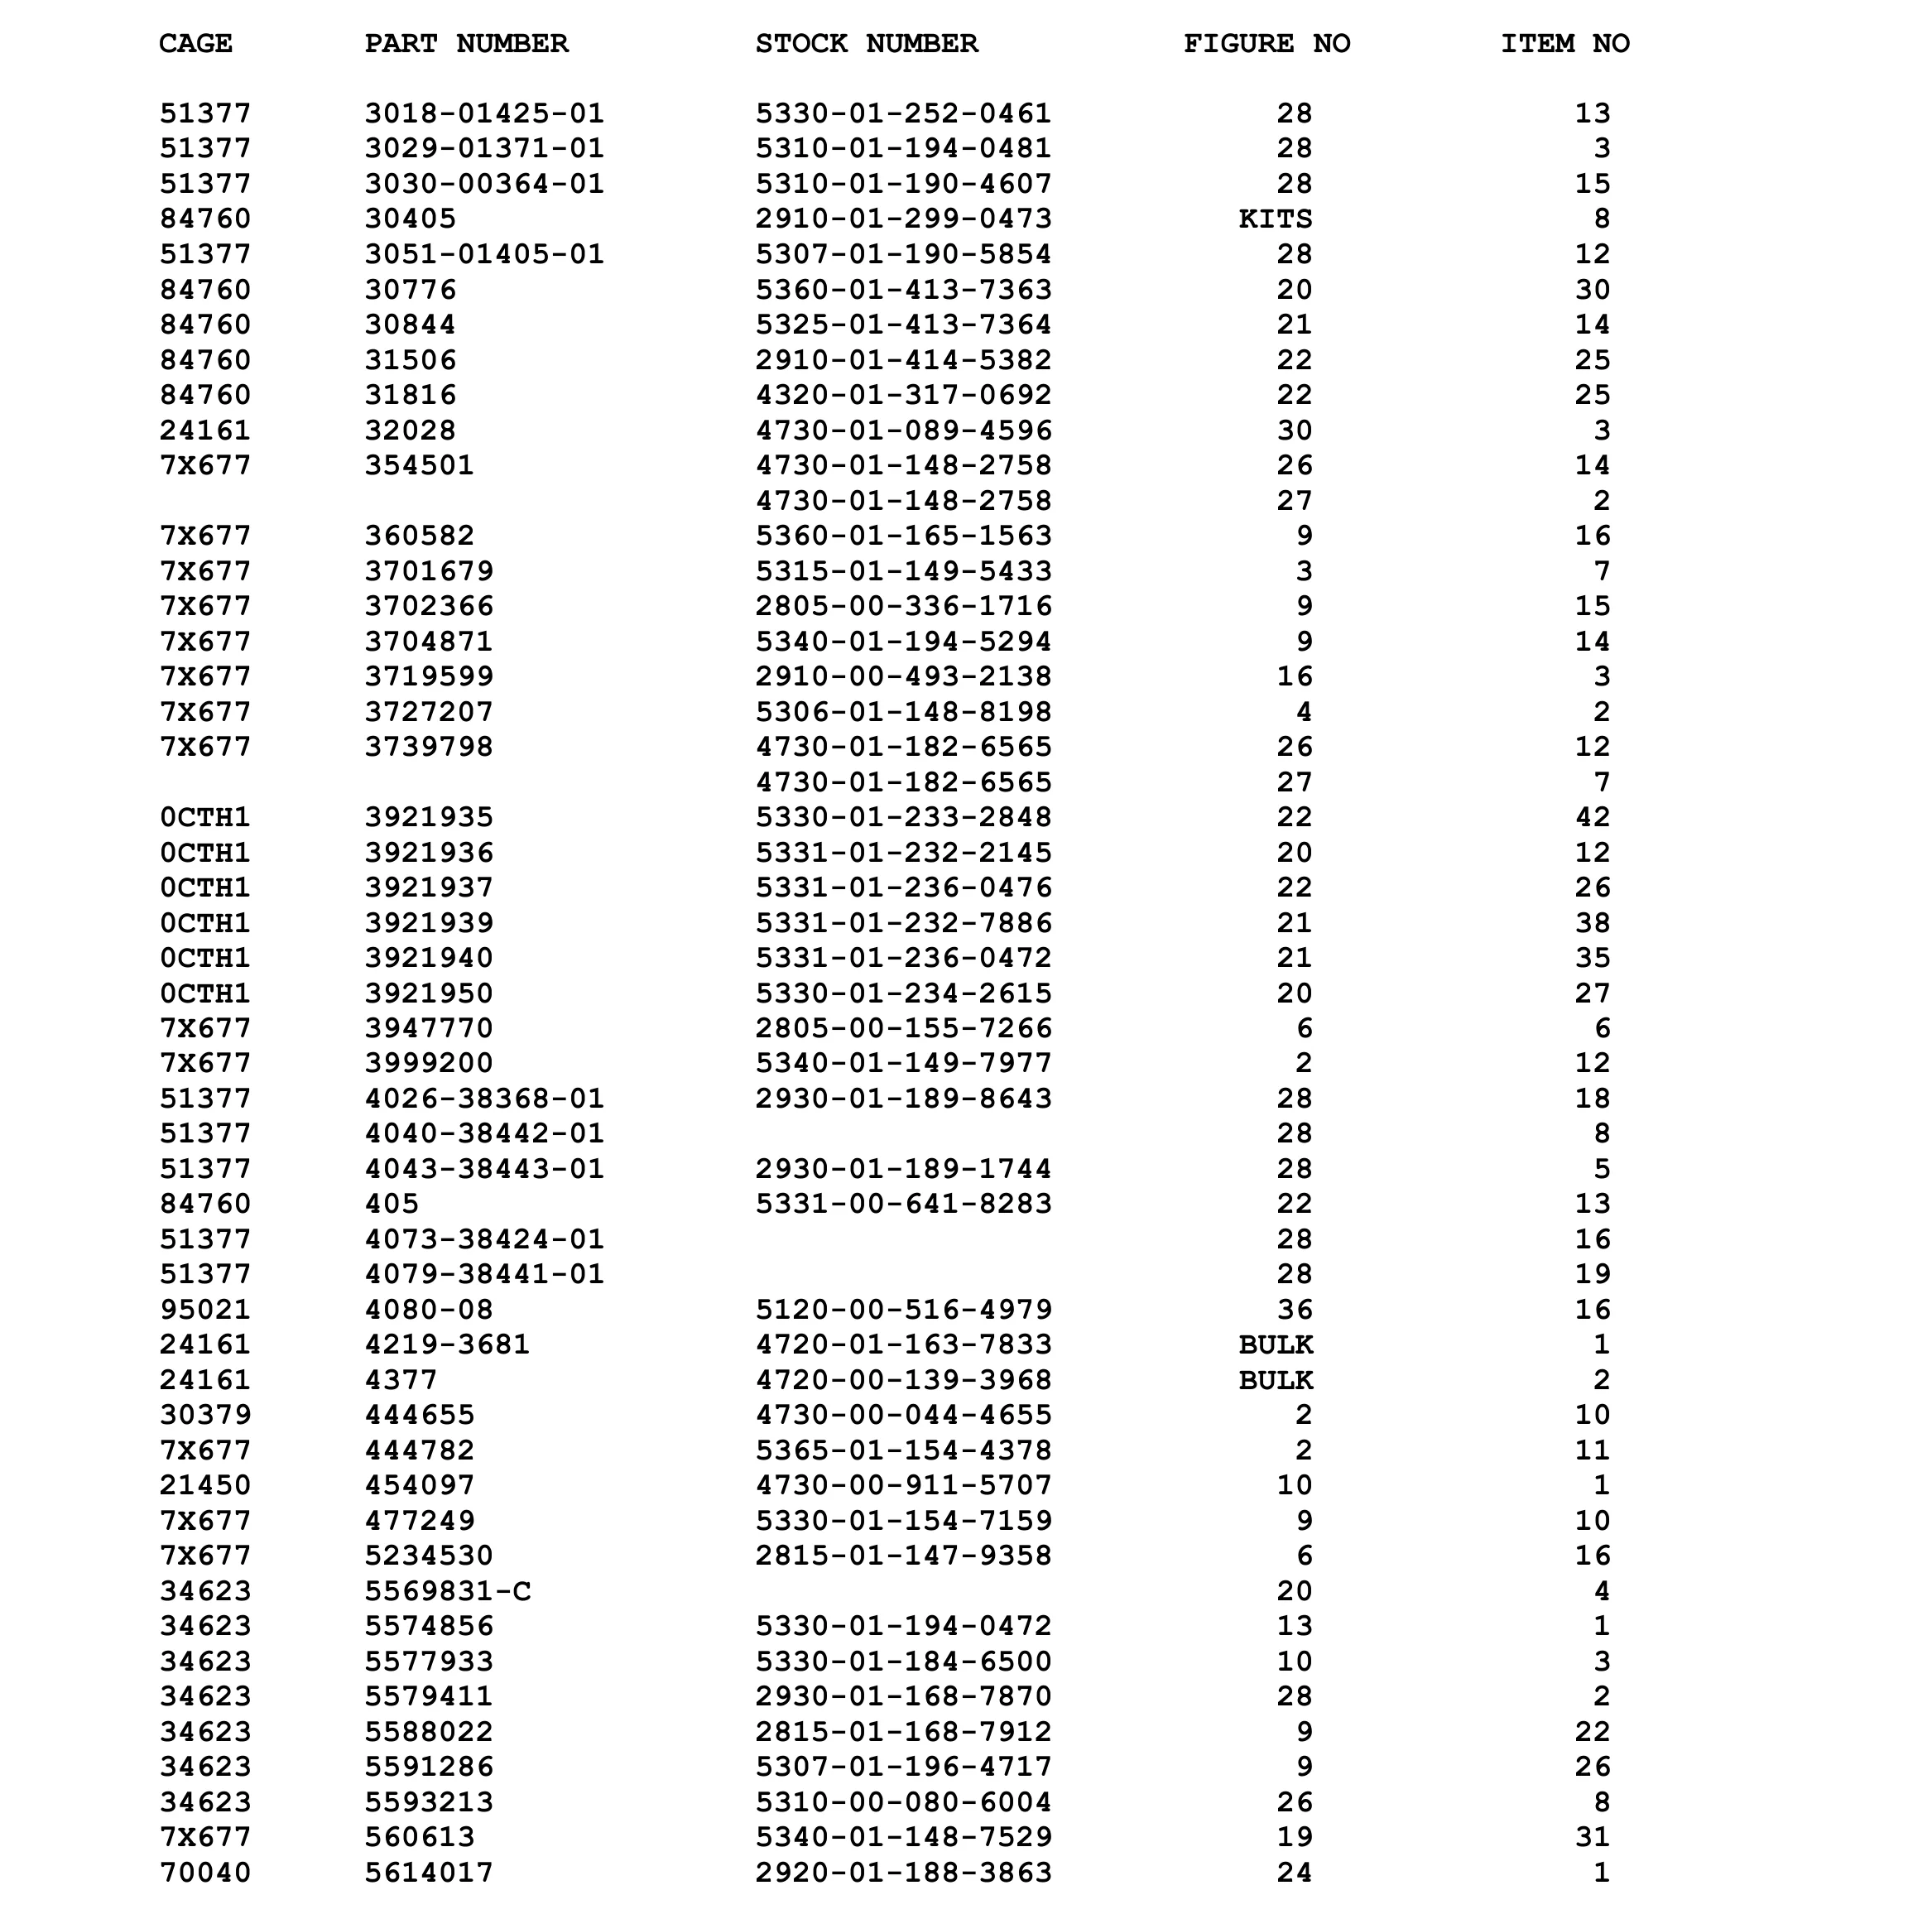 CAGE PART NUMBER STOCK NUMBER FIGURE NO ITEM NO
51377 3018-01425-01 5330-01-252-0461 28 13
51377 3029-01371-01 5310-01-194-0481 28 3
51377 3030-00364-01 5310-01-190-4607 28 15
84760 30405 2910-01-299-0473 KITS 8
51377 3051-01405-01 5307-01-190-5854 28 12
84760 30776 5360-01-413-7363 20 30
84760 30844 5325-01-413-7364 21 14
84760 31506 2910-01-414-5382 22 25
84760 31816 4320-01-317-0692 22 25
24161 32028 4730-01-089-4596 30 3
7X677 354501 4730-01-148-2758 26 14
4730-01-148-2758 27 2
7X677 360582 5360-01-165-1563 9 16
7X677 3701679 5315-01-149-5433 3 7
7X677 3702366 2805-00-336-1716 9 15
7X677 3704871 5340-01-194-5294 9 14
7X677 3719599 2910-00-493-2138 16 3
7X677 3727207 5306-01-148-8198 4 2
7X677 3739798 4730-01-182-6565 26 12
4730-01-182-6565 27 7
0CTH1 3921935 5330-01-233-2848 22 42
0CTH1 3921936 5331-01-232-2145 20 12
0CTH1 3921937 5331-01-236-0476 22 26
0CTH1 3921939 5331-01-232-7886 21 38
0CTH1 3921940 5331-01-236-0472 21 35
0CTH1 3921950 5330-01-234-2615 20 27
7X677 3947770 2805-00-155-7266 6 6
7X677 3999200 5340-01-149-7977 2 12
51377 4026-38368-01 2930-01-189-8643 28 18
51377 4040-38442-01 28 8
51377 4043-38443-01 2930-01-189-1744 28 5
84760 405 5331-00-641-8283 22 13
51377 4073-38424-01 28 16
51377 4079-38441-01 28 19
95021 4080-08 5120-00-516-4979 36 16
24161 4219-3681 4720-01-163-7833 BULK 1
24161 4377 4720-00-139-3968 BULK 2
30379 444655 4730-00-044-4655 2 10
7X677 444782 5365-01-154-4378 2 11
21450 454097 4730-00-911-5707 10 1
7X677 477249 5330-01-154-7159 9 10
7X677 5234530 2815-01-147-9358 6 16
34623 5569831-C 20 4
34623 5574856 5330-01-194-0472 13 1
34623 5577933 5330-01-184-6500 10 3
34623 5579411 2930-01-168-7870 28 2
34623 5588022 2815-01-168-7912 9 22
34623 5591286 5307-01-196-4717 9 26
34623 5593213 5310-00-080-6004 26 8
7X677 560613 5340-01-148-7529 19 31
70040 5614017 2920-01-188-3863 24 1